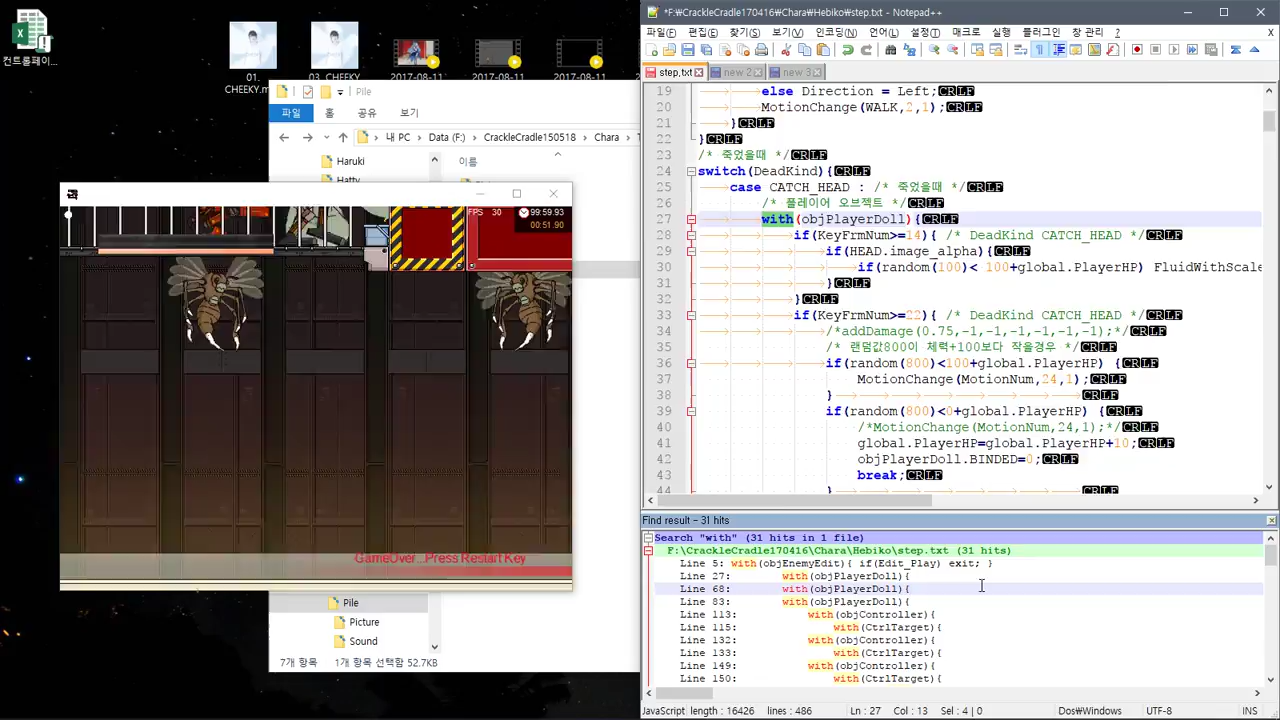 컨트롬페이...
01.
CHEEKY.m
03. CHEEKY
2017-08-11
2017-08-11
2017-08-11
Pile
파일
홈
공유
보기
내 PC
Data (F:)
CrackleCradle150518
Chara
이름
Haruki
Hatty
FPS 30
99:59.93
00:51.90
GameOver...Press Restart Key
Pile
Picture
Sound
7개 항목
1개 항목 선택함 52.7KB
*F:₩CrackleCradle170416₩Chara₩Hebiko₩step.txt - Notepad++
파일(F) 편집(E) 찾기(S) 보기(V) 인코딩(N) 언어(L) 설정(T) 매크로 실행 플러그인 창 관리 ?
step.txt
new 2
new 3
19 else Direction = Left;CRLF
20 MotionChange(WALK,2,1);CRLF
21 }CRLF
22 }CRLF
23 /* 죽었을때 */CRLF
24 switch(DeadKind){CRLF
25 case CATCH_HEAD : /* 죽었을때 */CRLF
26 /* 플레이어 오브젝트 */CRLF
27 with(objPlayerDoll){CRLF
28 if(KeyFrmNum>=14){ /* DeadKind CATCH_HEAD */CRLF
29 if(HEAD.image_alpha){CRLF
30 if(random(100)< 100+global.PlayerHP) FluidWithScale
31 }CRLF
32 }CRLF
33 if(KeyFrmNum>=22){ /* DeadKind CATCH_HEAD */CRLF
34 /*addDamage(0.75,-1,-1,-1,-1,-1);*/CRLF
35 /* 랜덤값800이 체력+100보다 작을경우 */CRLF
36 if(random(800)<100+global.PlayerHP) {CRLF
37 MotionChange(MotionNum,24,1);CRLF
38 }CRLF
39 if(random(800)<0+global.PlayerHP) {CRLF
40 /*MotionChange(MotionNum,24,1);*/CRLF
41 global.PlayerHP=global.PlayerHP+10;CRLF
42 objPlayerDoll.BINDED=0;CRLF
43 break;CRLF
44 }CRLF
Find result - 31 hits
Search "with" (31 hits in 1 file)
F:\CrackleCradle170416\Chara\Hebiko\step.txt (31 hits)
Line 5: with(objEnemyEdit){ if(Edit_Play) exit; }
Line 27: with(objPlayerDoll){
Line 68: with(objPlayerDoll){
Line 83: with(objPlayerDoll){
Line 113: with(objController){
Line 115: with(CtrlTarget){
Line 132: with(objController){
Line 133: with(CtrlTarget){
Line 149: with(objController){
Line 150: with(CtrlTarget){
JavaScript length : 16426 lines : 486 Ln : 27 Col : 13 Sel : 4 | 0 Dos₩Windows UTF-8 INS